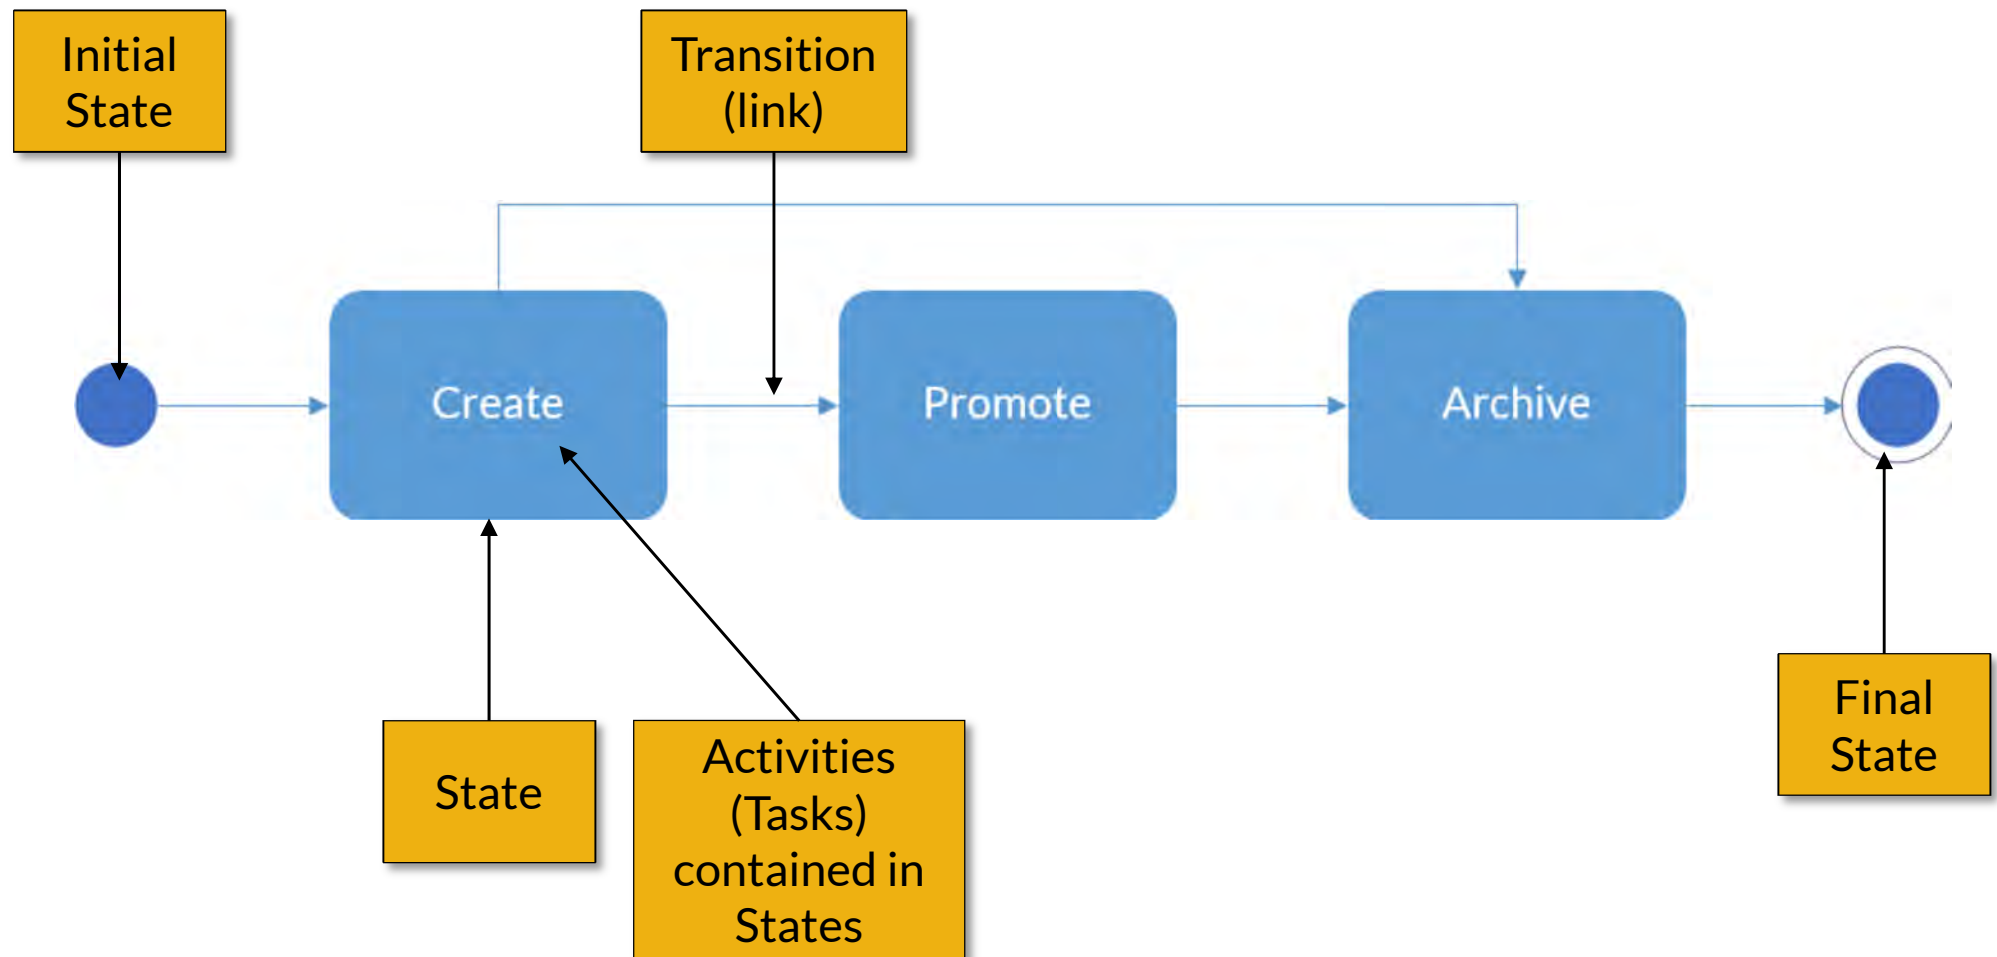 Initial
State
Transition
(link)
Create
Promote
Archive
State
Activities
(Tasks)
contained in
States
Final
State